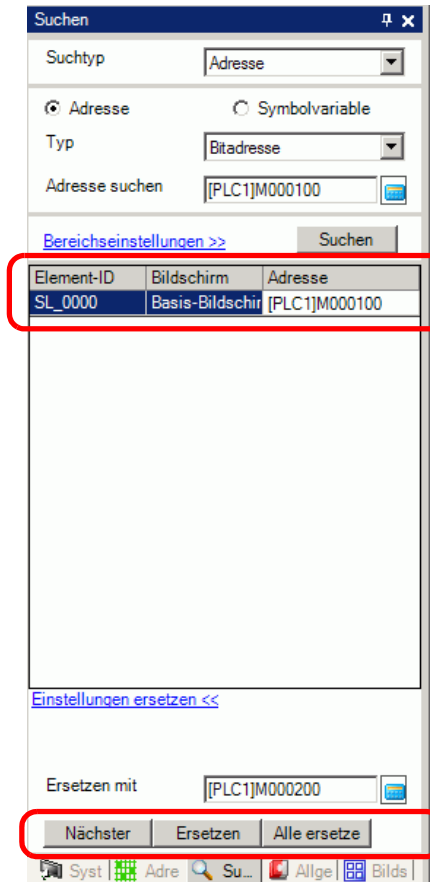 Suchen
Suchtyp Adresse
Adresse Symbolvariable
Typ Bitadresse
Adresse suchen [PLC1]M000100
Bereichseinstellungen >> Suchen
Element-ID Bildschirm Adresse
SL_0000 Basis-Bildschir [PLC1]M000100
Einstellungen ersetzen <<
Ersetzen mit [PLC1]M000200
Nächster Ersetzen Alle ersetze
Syst Adre Su... Allge Bilds